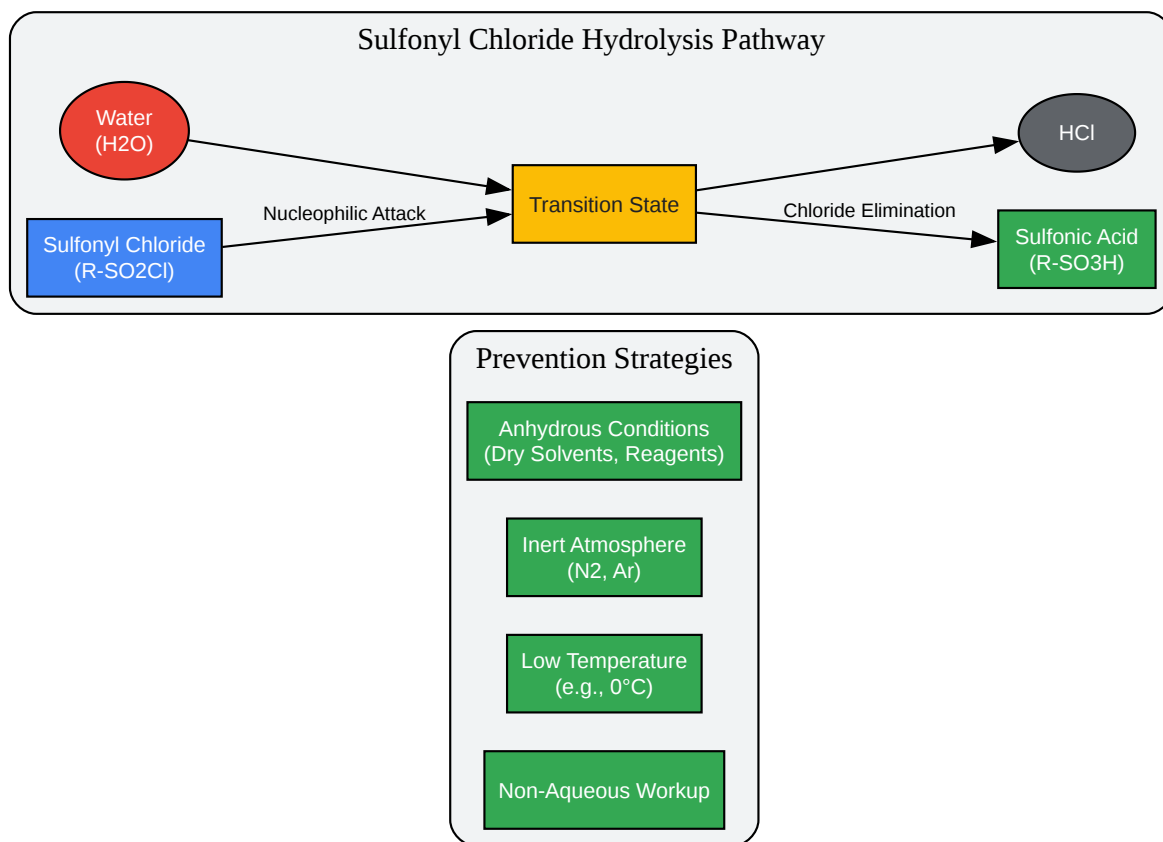 Sulfonyl Chloride Hydrolysis Pathway
Water
(H2O)
HCl
Transition State
Nucleophilic Attack
Chloride Elimination
Sulfonyl Chloride
(R-SO2Cl)
Sulfonic Acid
(R-SO3H)
Prevention Strategies
Anhydrous Conditions
(Dry Solvents, Reagents)
Inert Atmosphere
(N2, Ar)
Low Temperature
(e.g., 0°C)
Non-Aqueous Workup